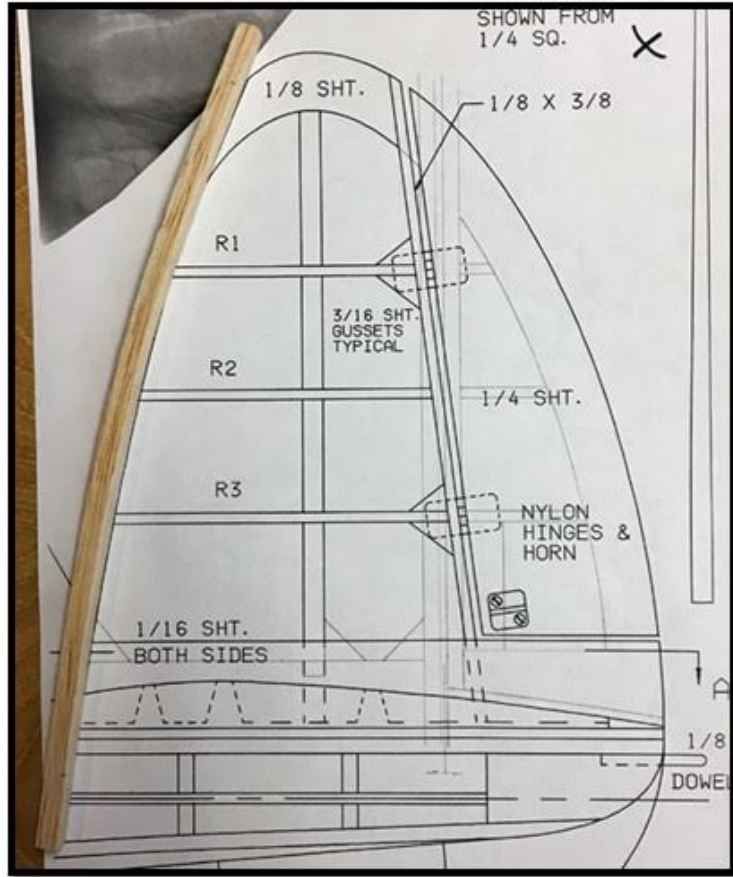 SHOWN FROM
1/4 SQ.
X
1/8 SHT.
1/8 X 3/8
R1
3/16 SHT.
GUSSETS
TYPICAL
R2
1/4 SHT.
R3
NYLON
HINGES &
HORN
1/16 SHT.
BOTH SIDES
A
1/8